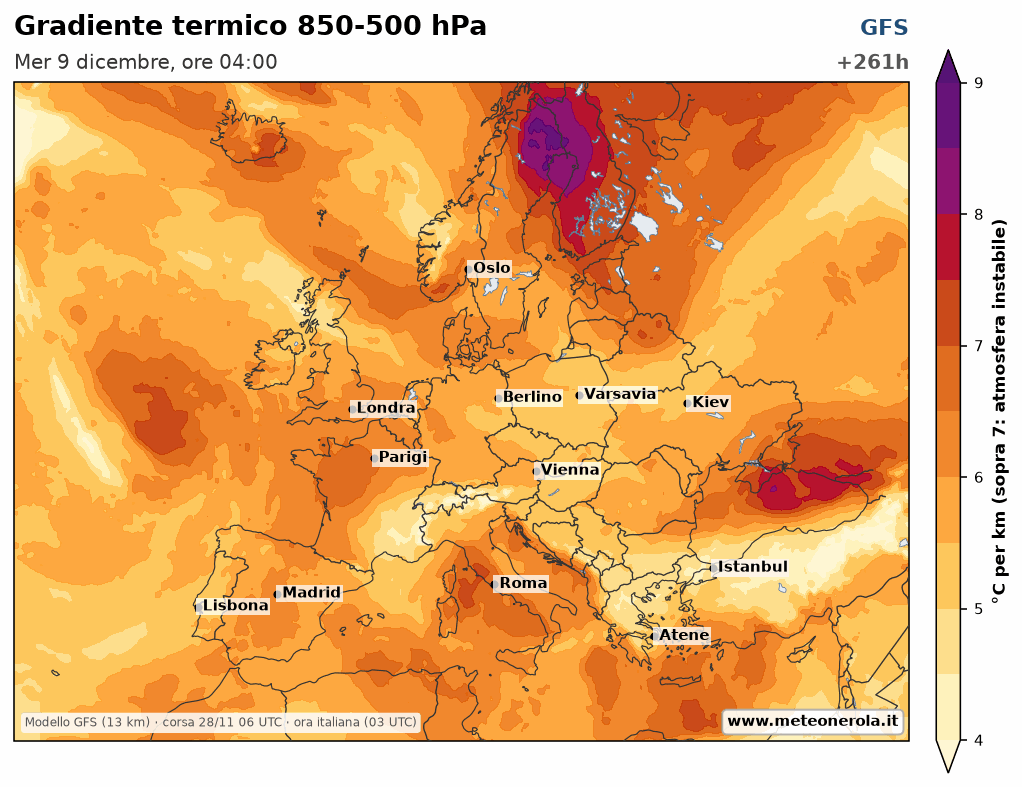 Gradiente termico 850-500 hPa
GFS
Mer 9 dicembre, ore 04:00
+261h
Oslo
Londra
Berlino
Varsavia
Kiev
Parigi
Vienna
Istanbul
Roma
Madrid
Lisbona
Atene
Modello GFS (13 km) · corsa 28/11 06 UTC · ora italiana (03 UTC)
www.meteonerola.it
9
8
7
6
5
4
°C per km (sopra 7: atmosfera instabile)